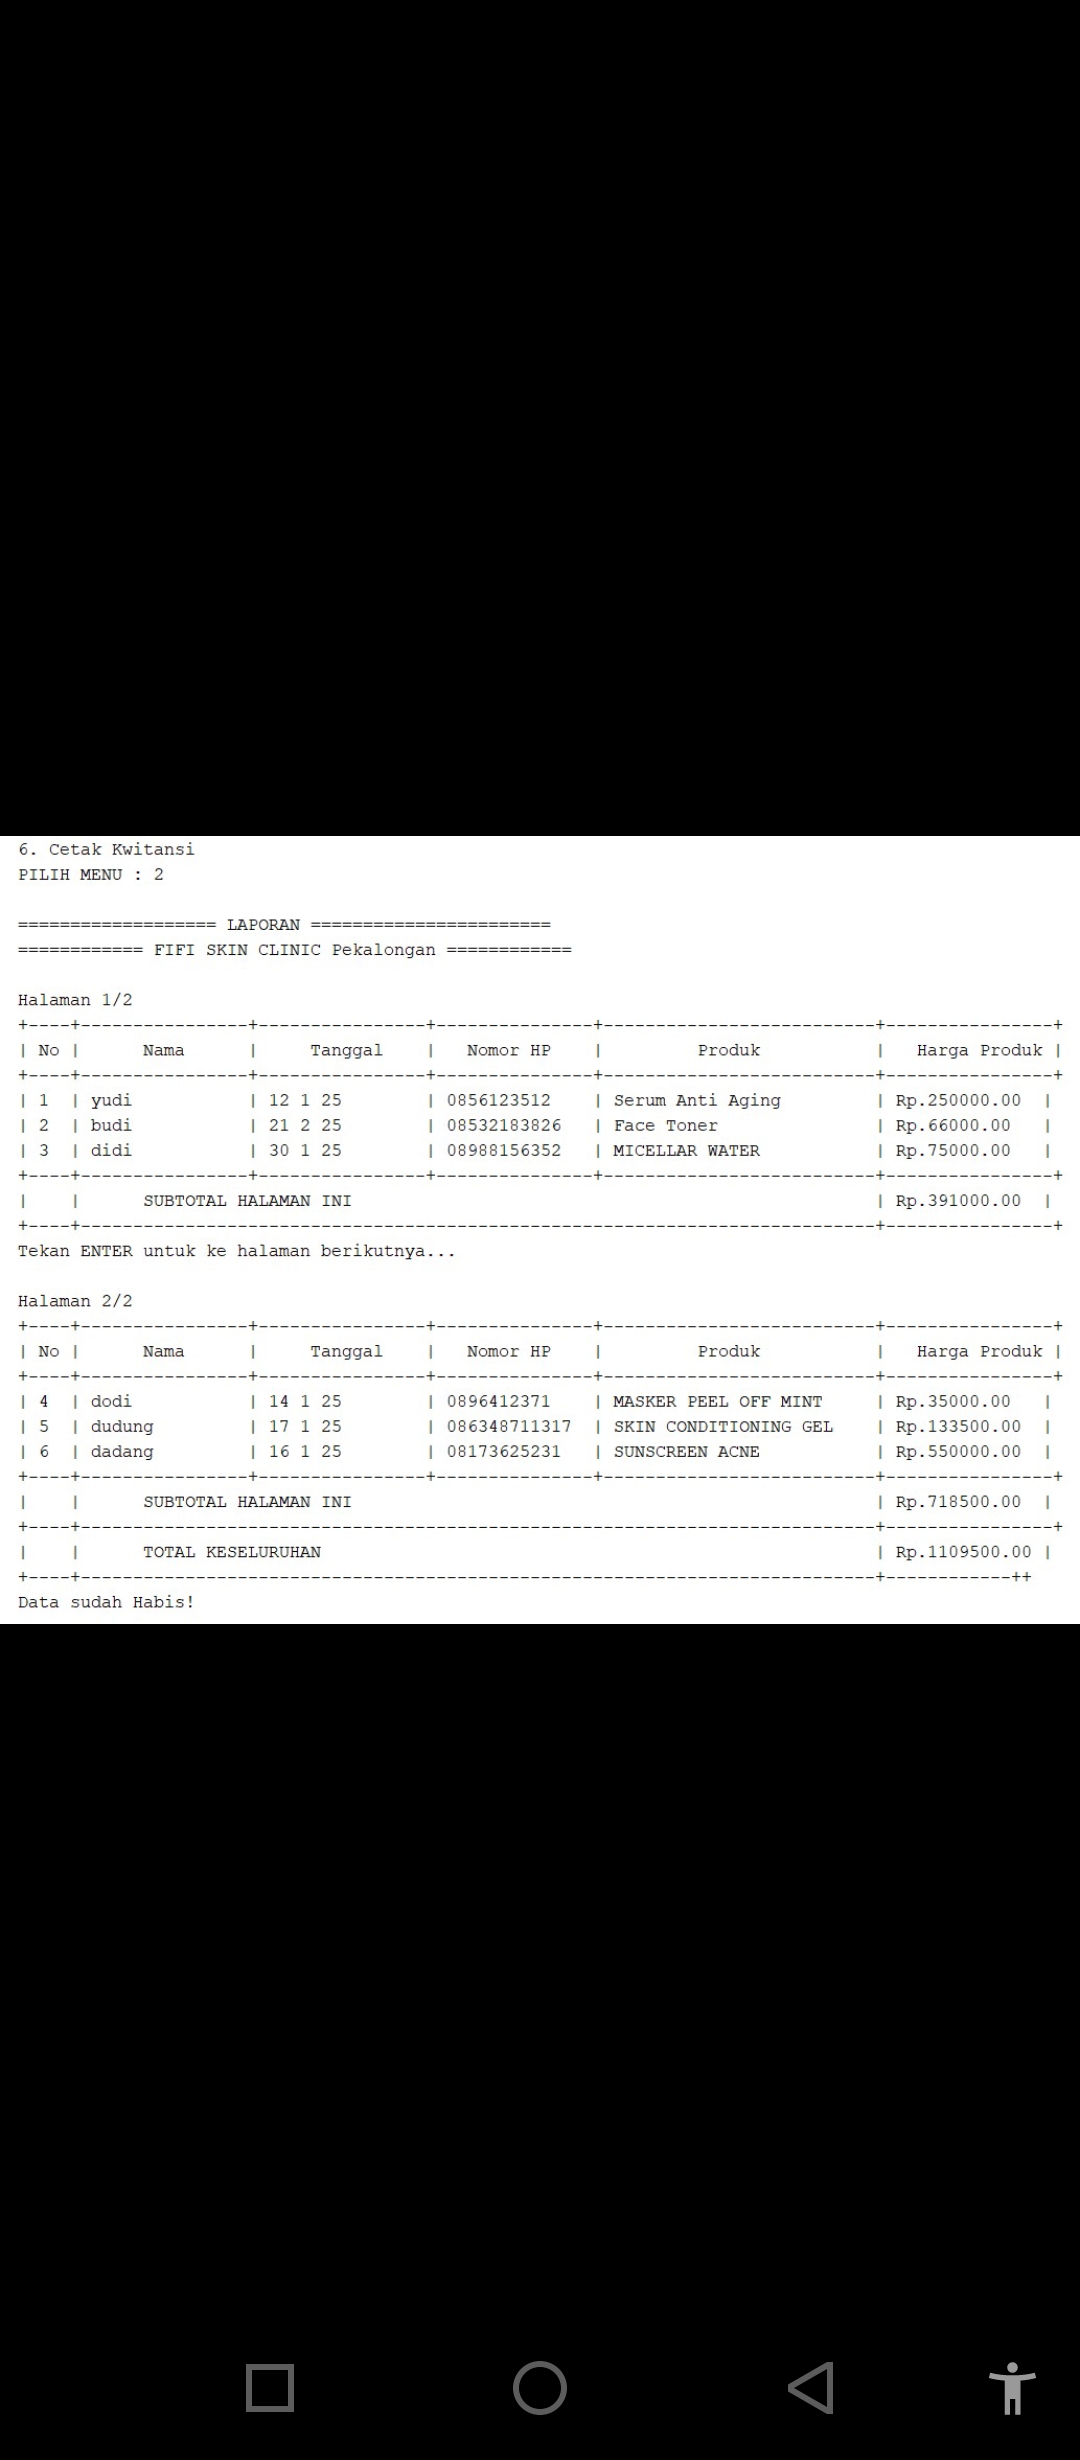 6. Cetak Kwitansi
PILIH MENU : 2
=================== LAPORAN =======================
============ FIFI SKIN CLINIC Pekalongan ============
Halaman 1/2
+----+----------------+----------------+---------------+--------------------------+----------------+
| No |      Nama      |     Tanggal    |   Nomor HP    |         Produk           |   Harga Produk |
+----+----------------+----------------+---------------+--------------------------+----------------+
| 1  | yudi           | 12 1 25        | 0856123512    | Serum Anti Aging         | Rp.250000.00  |
| 2  | budi           | 21 2 25        | 08532183826   | Face Toner               | Rp.66000.00   |
| 3  | didi           | 30 1 25        | 08988156352   | MICELLAR WATER           | Rp.75000.00   |
+----+----------------+----------------+---------------+--------------------------+----------------+
|    |      SUBTOTAL HALAMAN INI                                                  | Rp.391000.00  |
+----+----------------------------------------------------------------------------+----------------+
Tekan ENTER untuk ke halaman berikutnya...
Halaman 2/2
+----+----------------+----------------+---------------+--------------------------+----------------+
| No |      Nama      |     Tanggal    |   Nomor HP    |         Produk           |   Harga Produk |
+----+----------------+----------------+---------------+--------------------------+----------------+
| 4  | dodi           | 14 1 25        | 0896412371    | MASKER PEEL OFF MINT     | Rp.35000.00   |
| 5  | dudung         | 17 1 25        | 086348711317  | SKIN CONDITIONING GEL    | Rp.133500.00  |
| 6  | dadang         | 16 1 25        | 08173625231   | SUNSCREEN ACNE           | Rp.550000.00  |
+----+----------------+----------------+---------------+--------------------------+----------------+
|    |      SUBTOTAL HALAMAN INI                                                  | Rp.718500.00  |
+----+----------------------------------------------------------------------------+----------------+
|    |      TOTAL KESELURUHAN                                                     | Rp.1109500.00 |
+----+----------------------------------------------------------------------------+------------++
Data sudah Habis!